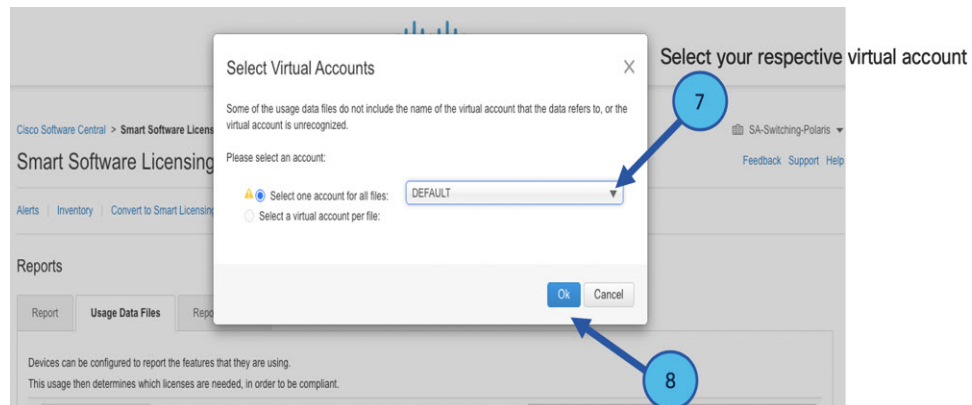 Select Virtual Accounts
X
Select your respective virtual account
Some of the usage data files do not include the name of the virtual account that the data refers to, or the
virtual account is unrecognized.
7
Cisco Software Central > Smart Software Licens
SA-Switching-Polaris
Smart Software Licensing
Please select an account:
Feedback Support Help
Select one account for all files:
DEFAULT
Select a virtual account per file:
Alerts | Inventory | Convert to Smart Licensing
Reports
Ok
Cancel
Report
Usage Data Files
Repo
Devices can be configured to report the features that they are using.
This usage then determines which licenses are needed, in order to be compliant.
8